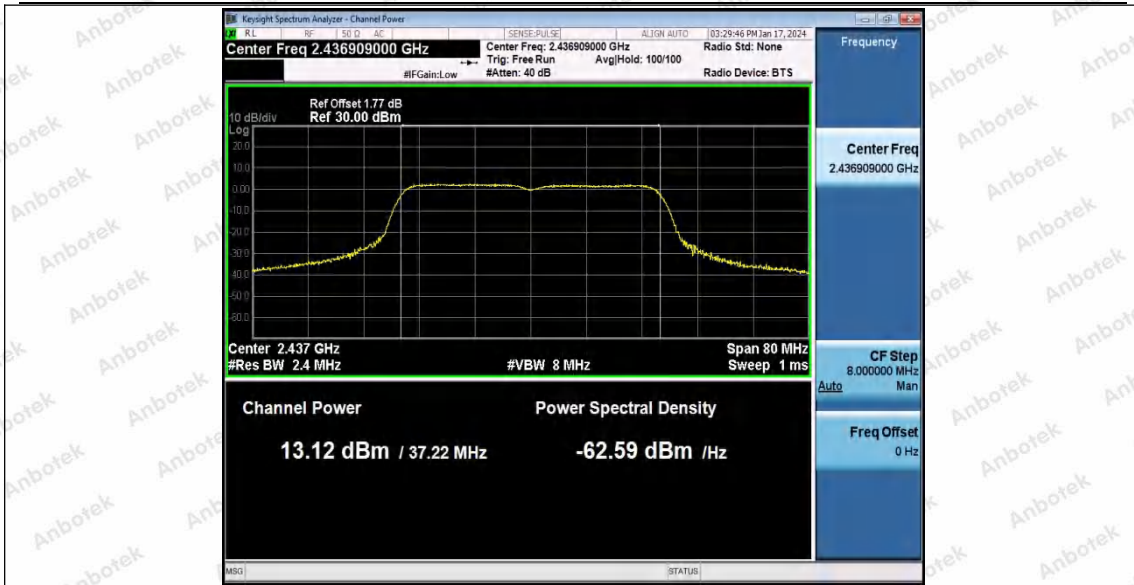 Keysight Spectrum Analyzer - Channel Power
LXI RL RF 50 Ω AC SENSE:PULSE ALIGN AUTO 03:29:46 PM Jan 17, 2024
Center Freq 2.436909000 GHz
Center Freq: 2.436909000 GHz Radio Std: None
Trig: Free Run Avg|Hold: 100/100
#IFGain:Low #Atten: 40 dB Radio Device: BTS
Ref Offset 1.77 dB
10 dB/div Ref 30.00 dBm
Log
20.0
10.0
0.00
-10.0
-20.0
-30.0
-40.0
-50.0
-60.0
Center 2.437 GHz Span 80 MHz
#Res BW 2.4 MHz #VBW 8 MHz Sweep 1 ms
Channel Power Power Spectral Density
13.12 dBm / 37.22 MHz -62.59 dBm /Hz
MSG STATUS
Frequency
Center Freq
2.436909000 GHz
CF Step
8.000000 MHz
Auto Man
Freq Offset
0 Hz
Anbotek